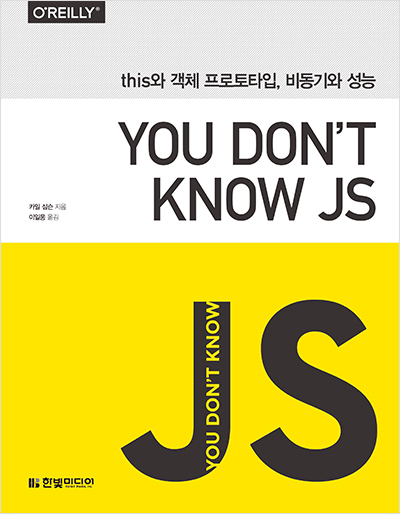 O'REILLY®
this와 객체 프로토타입, 비동기와 성능
YOU DON'T
KNOW JS
카일 심슨 지음
이일웅 옮김
JS
YOU DON'T KNOW
한빛미디어